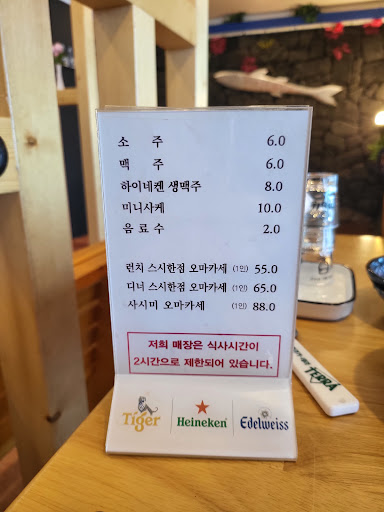 소 주 6.0
맥 주 6.0
하이네켄 생맥주 8.0
미니사케 10.0
음 료 수 2.0
런치 스시한점 오마카세 (1인) 55.0
디너 스시한점 오마카세 (1인) 65.0
사시미 오마카세 (1인) 88.0
저희 매장은 식사시간이
2시간으로 제한되어 있습니다.
Tiger
Heineken
Edelweiss
TERRA